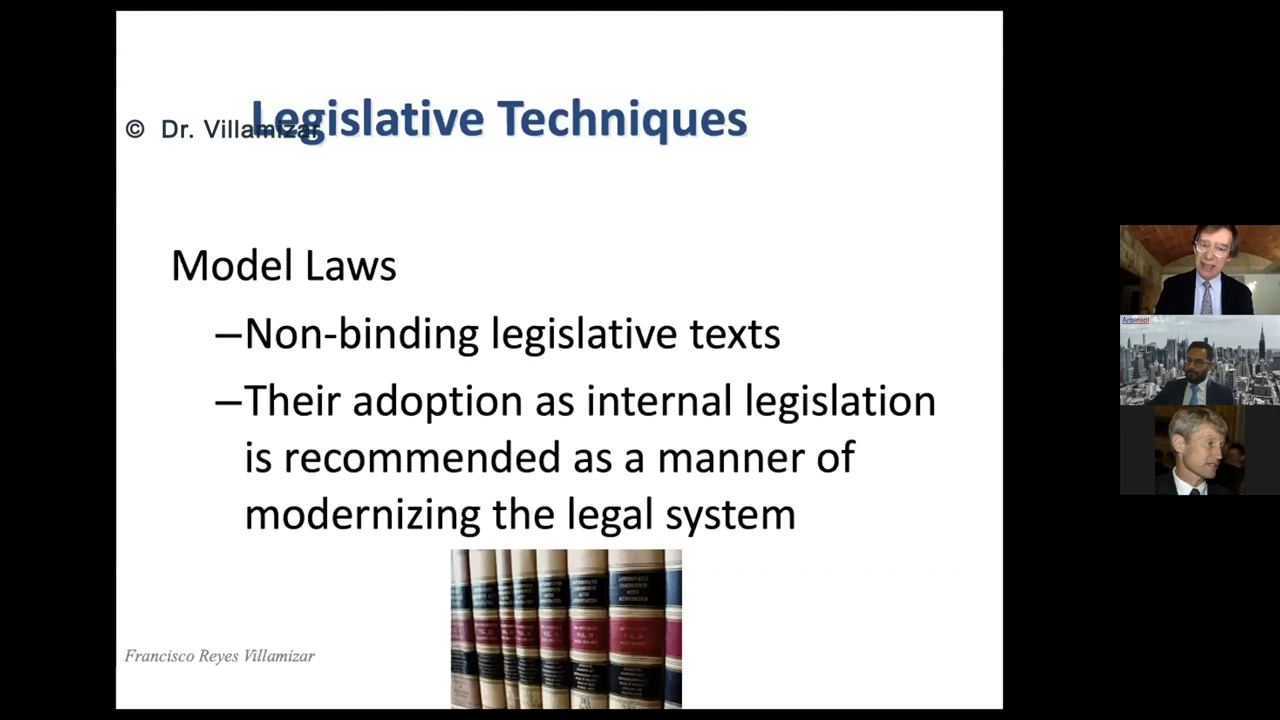 Legislative Techniques
© Dr. Villamizar
Model Laws
–Non-binding legislative texts
–Their adoption as internal legislation
is recommended as a manner of
modernizing the legal system
Francisco Reyes Villamizar
Arbinsol